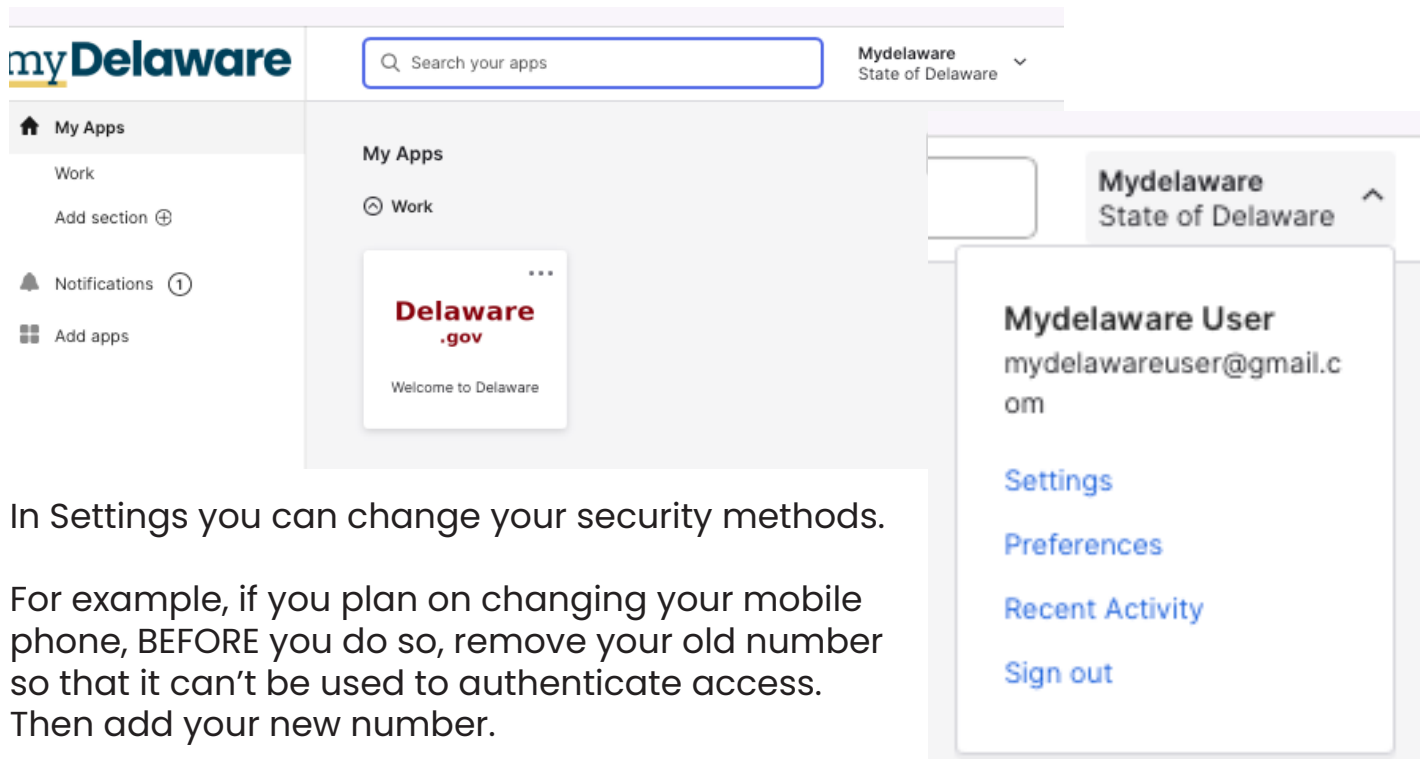 myDelaware
Search your apps
Mydelaware
State of Delaware
My Apps
Work
Add section
Notifications 1
Add apps
My Apps
Work
Delaware
.gov
Welcome to Delaware
Mydelaware
State of Delaware
Mydelaware User
mydelawareuser@gmail.c
om
Settings
Preferences
Recent Activity
Sign out
In Settings you can change your security methods.
For example, if you plan on changing your mobile
phone, BEFORE you do so, remove your old number
so that it can’t be used to authenticate access.
Then add your new number.